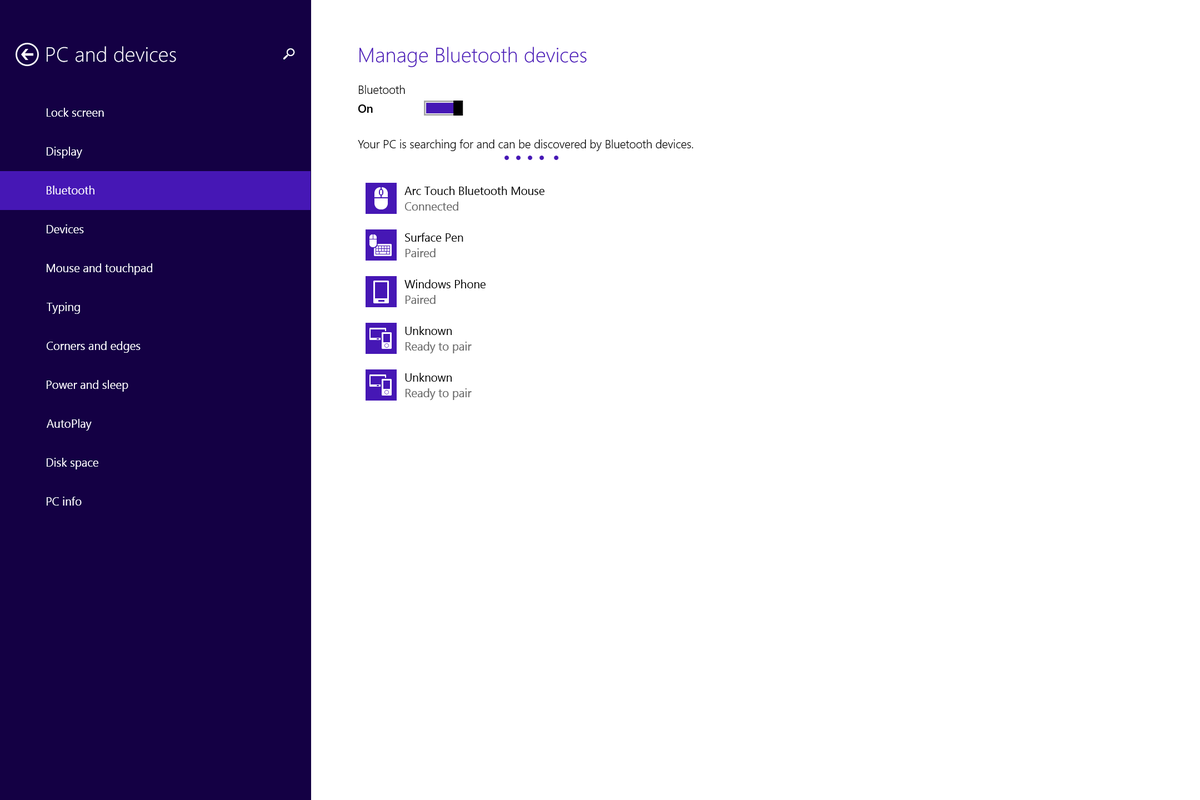 PC and devices
Lock screen
Display
Bluetooth
Devices
Mouse and touchpad
Typing
Corners and edges
Power and sleep
AutoPlay
Disk space
PC info
Manage Bluetooth devices
Bluetooth
On
Your PC is searching for and can be discovered by Bluetooth devices.
Arc Touch Bluetooth Mouse
Connected
Surface Pen
Paired
Windows Phone
Paired
Unknown
Ready to pair
Unknown
Ready to pair